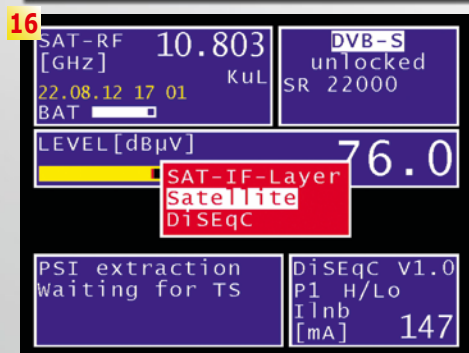 16
SAT-RF 10.803
[GHz]
KuL
22.08.12 17 01
BAT
DVB-S
unlocked
SR 22000
LEVEL[dBµV] 76.0
SAT-IF-Layer
Satellite
DiSEqC
PSI extraction
Waiting for TS
DiSEqC V1.0
P1 H/Lo
Ilnb
[mA] 147